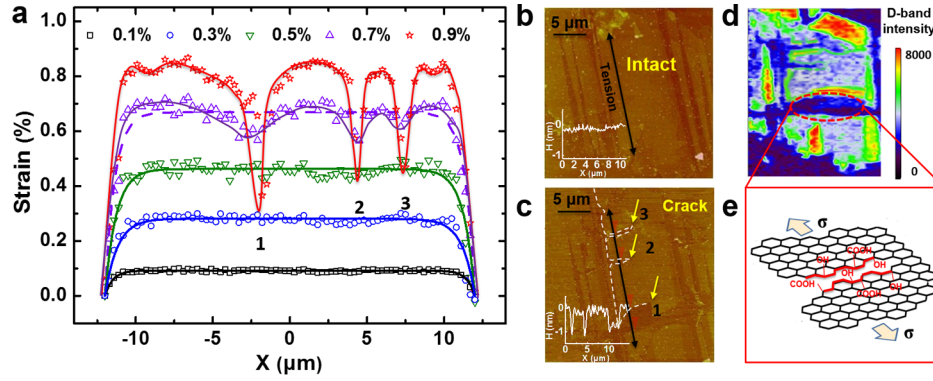 a
0.1% 0.3% 0.5% 0.7% 0.9%
1.0
0.8
0.6
0.4
0.2
0.0
Strain (%)
1
2
3
-10 -5 0 5 10
X (μm)
b
5 μm
Intact
Tension
0
-1
H (nm)
0 2 4 6 8 10
X (μm)
c
5 μm
Crack
3
2
1
0
-1
H (nm)
0 5 10
X (μm)
d
D-band
intensity
8000
0
e
σ
COOH
OH
OH
OH
COOH
COOH
OH
σ